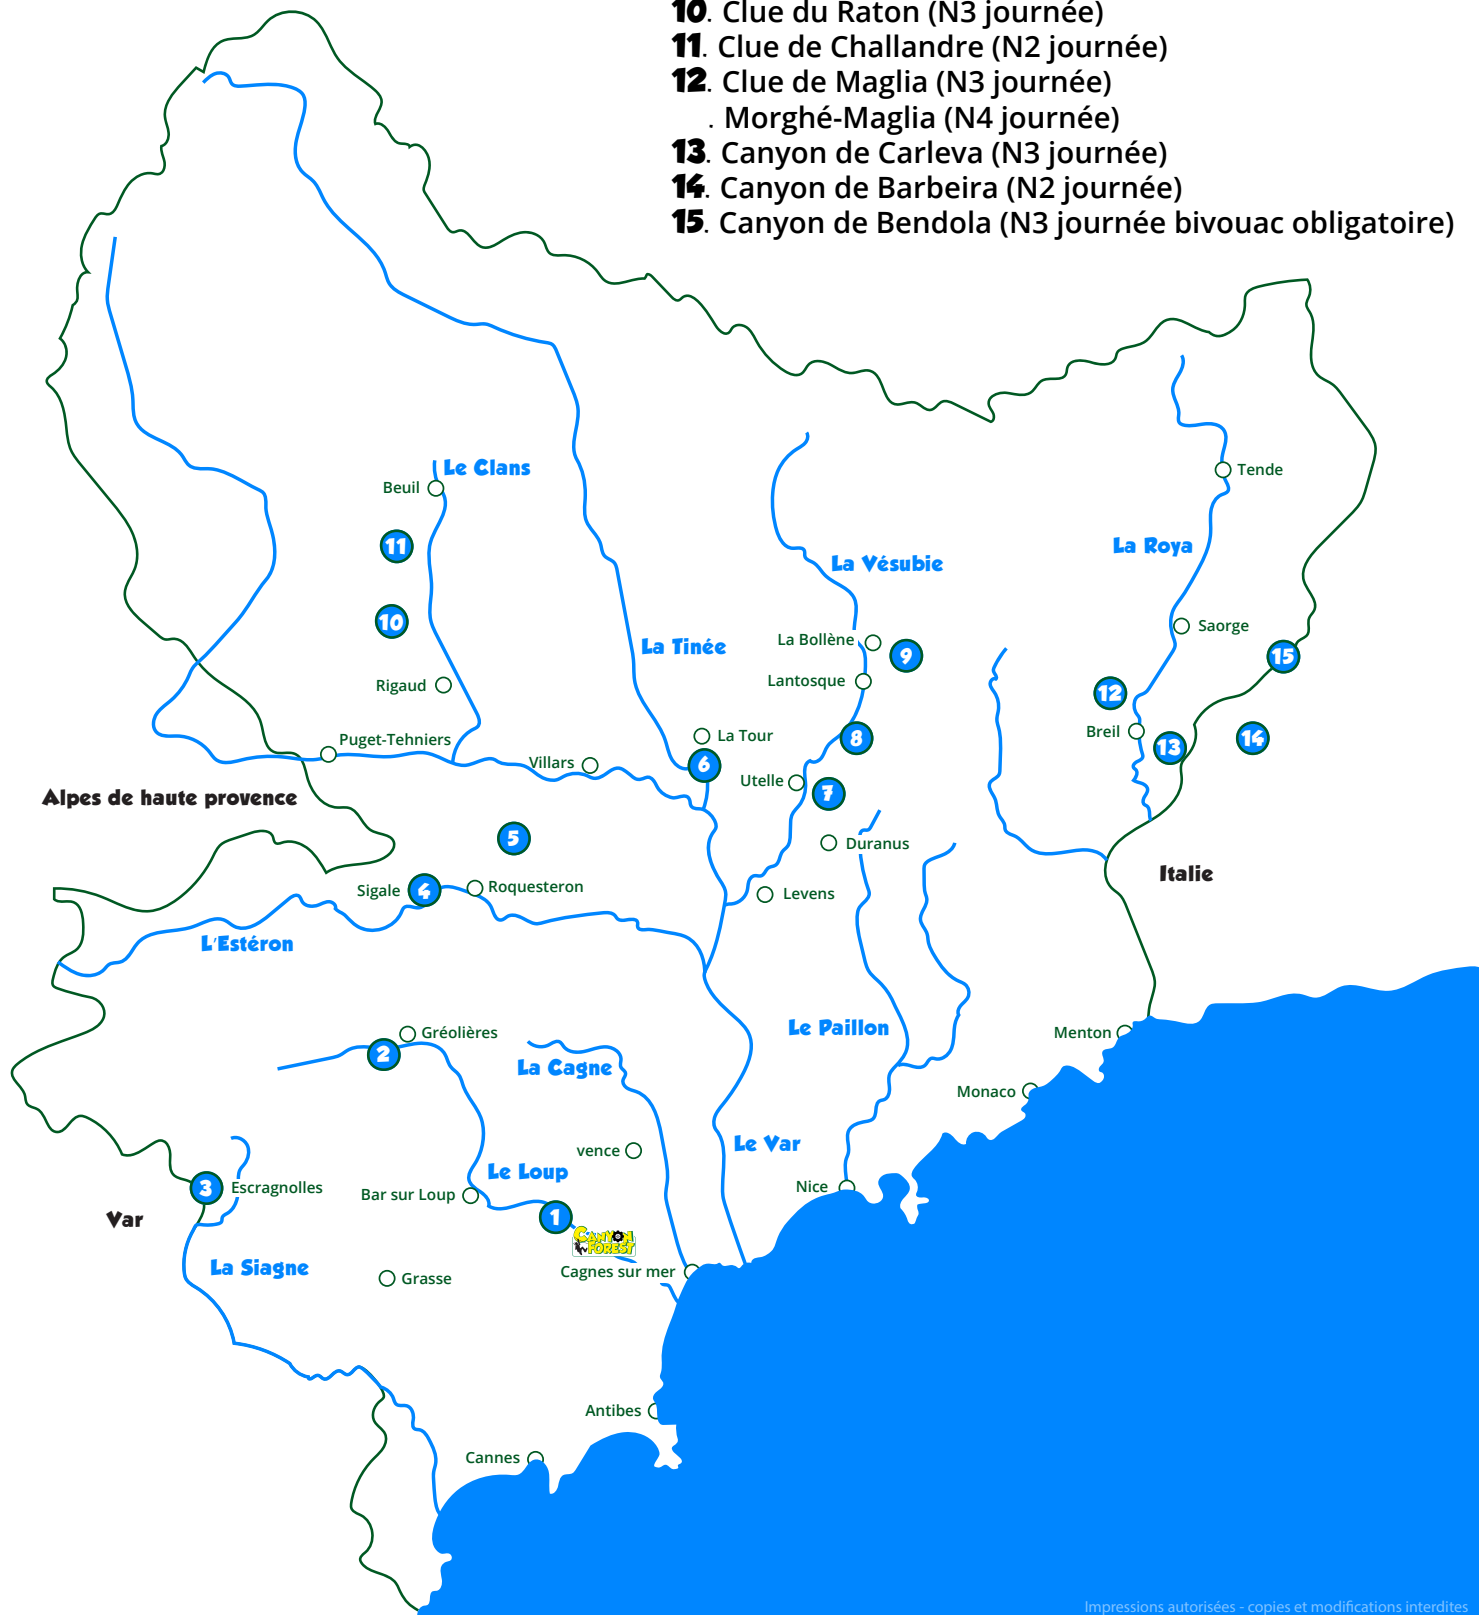 10. Clue du Raton (N3 journée)
11. Clue de Challandre (N2 journée)
12. Clue de Maglia (N3 journée)
. Morghé-Maglia (N4 journée)
13. Canyon de Carleva (N3 journée)
14. Canyon de Barbeira (N2 journée)
15. Canyon de Bendola (N3 journée bivouac obligatoire)
Le Clans
Beuil
Tende
11
La Roya
La Vésubie
10
Saorge
La Bollène
La Tinée
9
15
Lantosque
Rigaud
12
Breil
La Tour
8
14
Puget-Tehniers
13
Villars
6
Utelle
7
Alpes de haute provence
5
Duranus
Italie
Sigale
4
Roquesteron
Levens
L'Estéron
Le Paillon
Gréolières
Menton
2
La Cagne
Monaco
Le Var
vence
Le Loup
3
Escragnolles
Nice
Bar sur Loup
Var
1
CANYON
FOREST
La Siagne
Cagnes sur mer
Grasse
Antibes
Cannes
Impressions autorisées - copies et modifications interdites